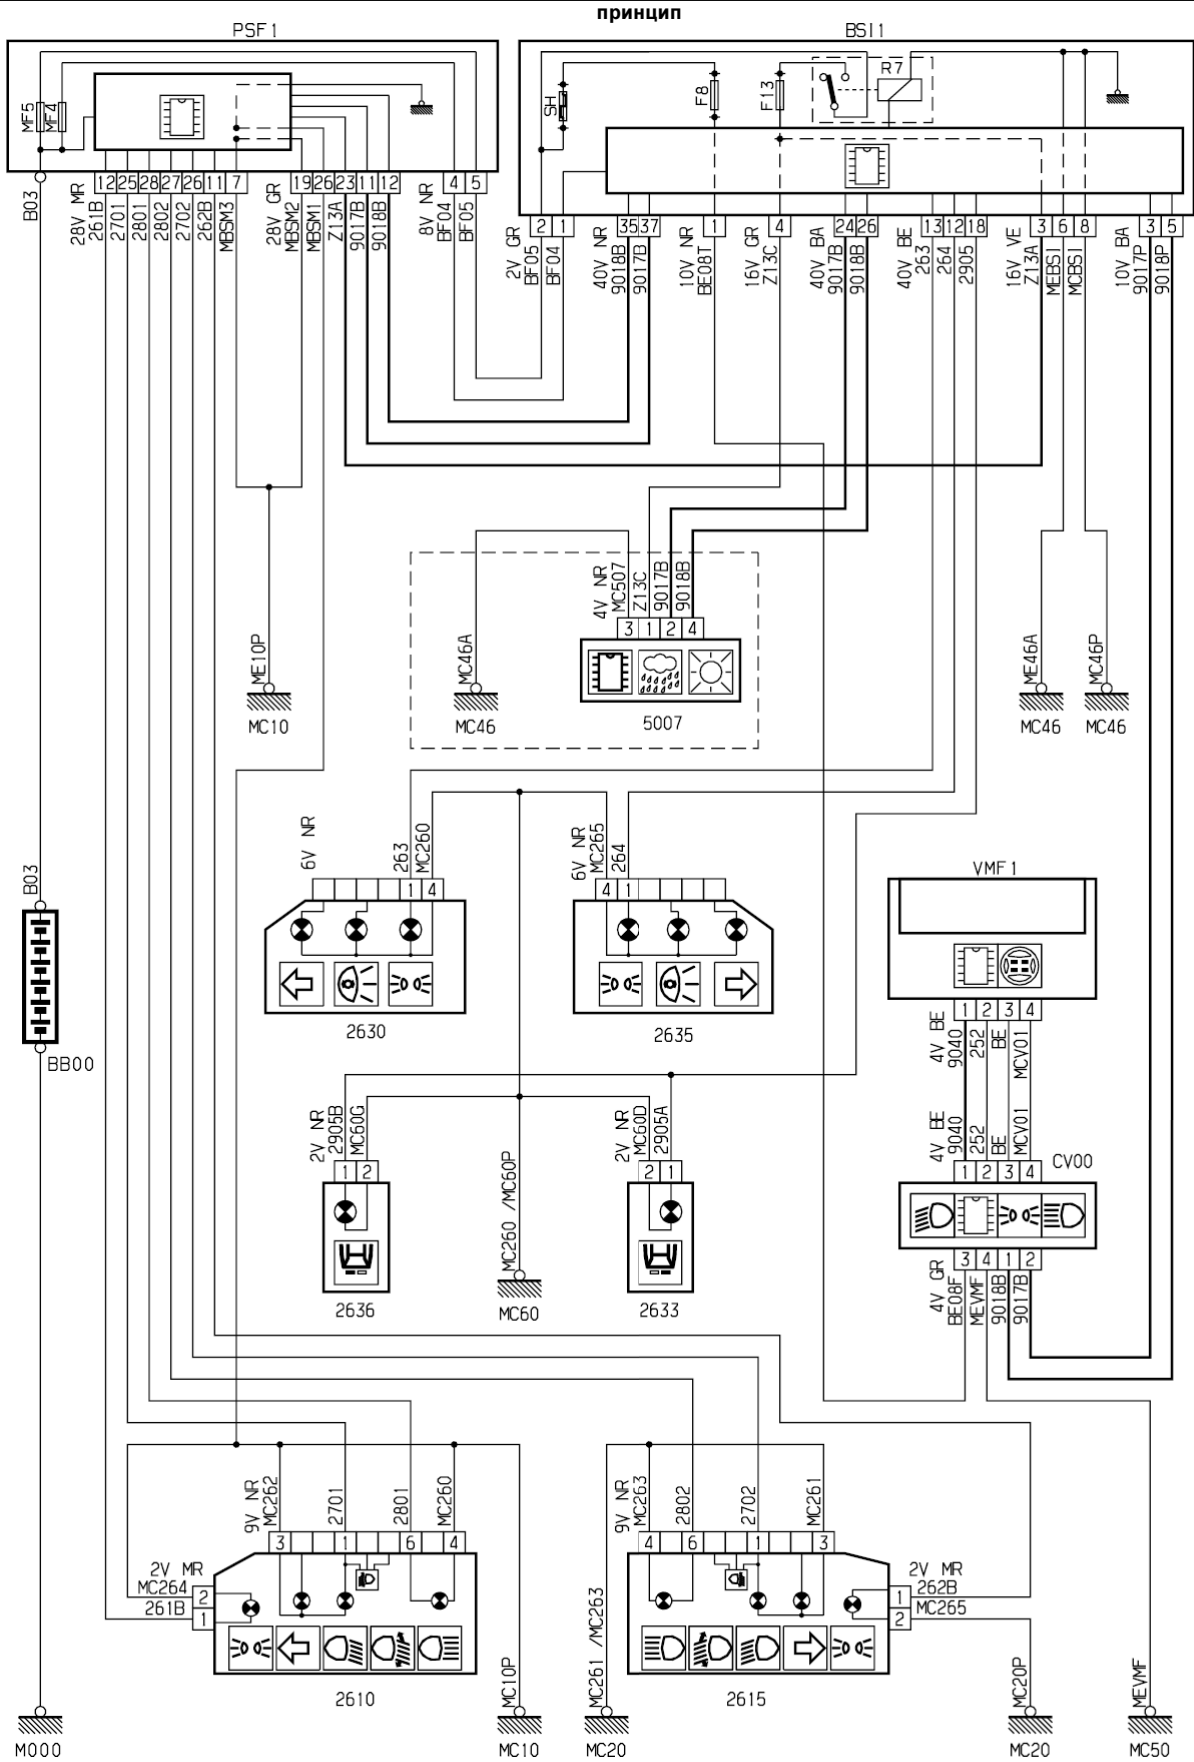 принцип
PSF1
BSI1
MF5
MF4
SH
F8
F13
R7
12 25 28 27 26 11 7
19 26 23 11 12
4 5
2 1
35 37
1
4
24 26
13 12 18
3 6 8
3 5
B03
28V MR
261B
2701
2801
2802
2702
262B
MBSM3
28V GR
MBSM2
MBSM1
Z13A
9017B
9018B
8V NR
BF04
BF05
2V GR
BF05
BF04
40V NR
9018B
9017B
10V NR
BE08T
16V GR
Z13C
40V BA
9017B
9018B
40V BE
263
264
2905
16V VE
Z13A
MEBSI
MCBSI
10V BA
9017P
9018P
4V NR
MC507
Z13C
9017B
9018B
3 1 2 4
5007
ME10P
MC10
MC46A
MC46
ME46A
MC46
MC46P
MC46
6V NR
263
MC260
1 4
2630
6V NR
MC265
264
4 1
2635
VMF1
1 2 3 4
4V BE
9040
252
BE
MCV01
4V BE
9040
252
BE
MCV01
1 2 3 4
CV00
3 4 1 2
4V GR
BE08F
MEVMF
9018B
9017B
B03
BB00
2V NR
2905B
MC60G
1 2
2636
MC260 /MC60P
MC60
2V NR
MC60D
2905A
2 1
2633
9V NR
MC262
2701
2801
MC260
3 1 6 4
2V MR
MC264
2
261B
1
2610
MC10P
MC10
9V NR
MC263
2802
2702
MC261
4 6 1 3
2V MR
262B
1
MC265
2
2615
MC261 /MC263
MC20
MC20P
MC20
MEVMF
MC50
M000